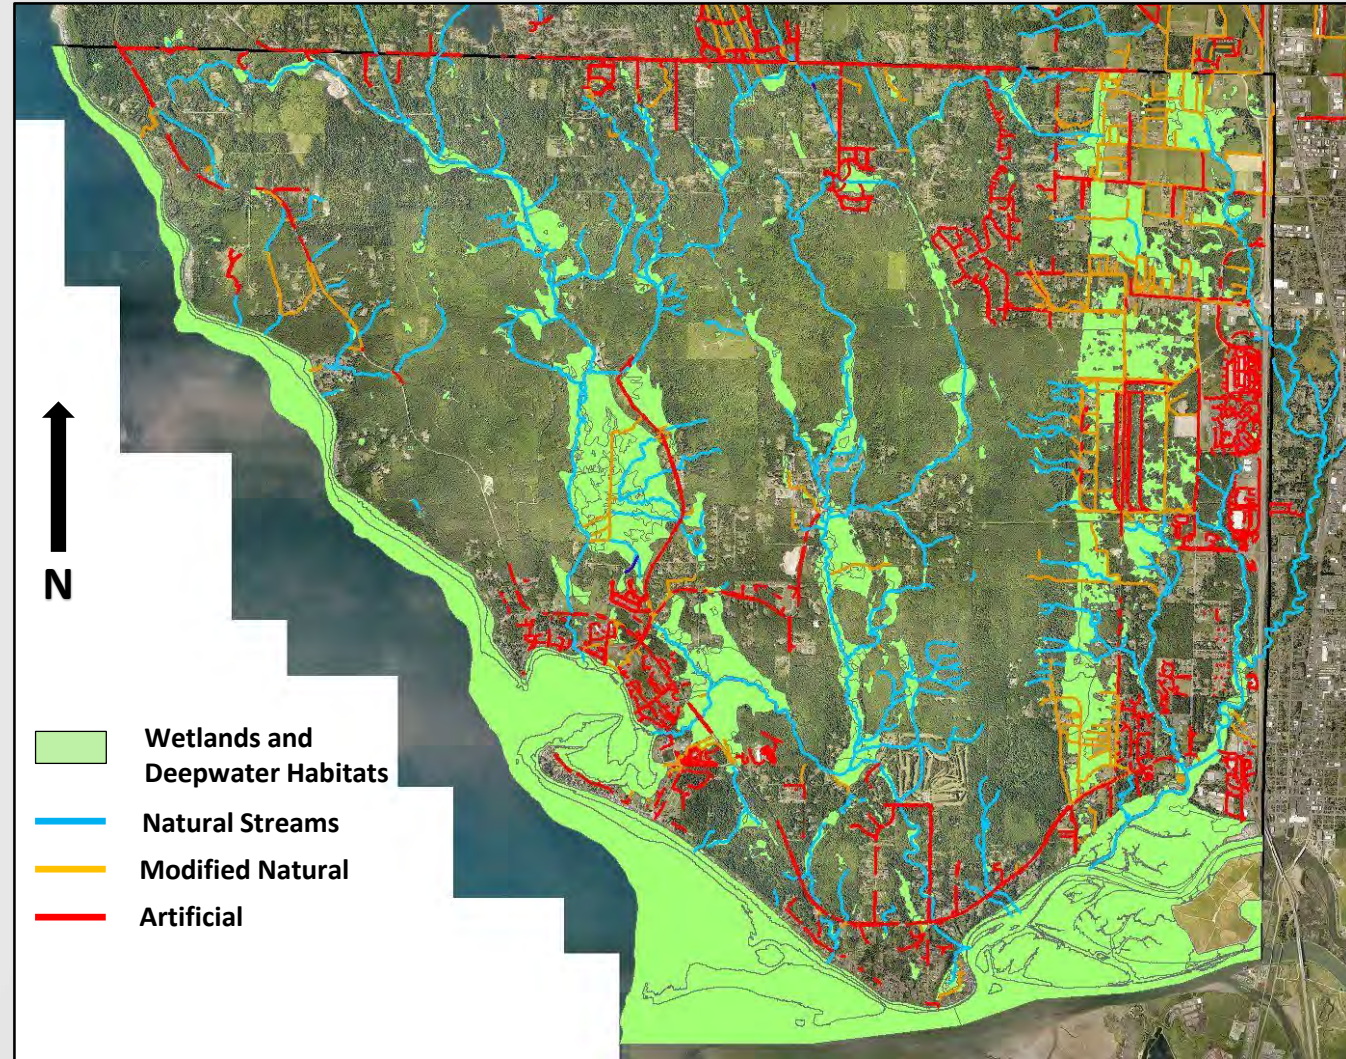 N
Wetlands and
Deepwater Habitats
Natural Streams
Modified Natural
Artificial